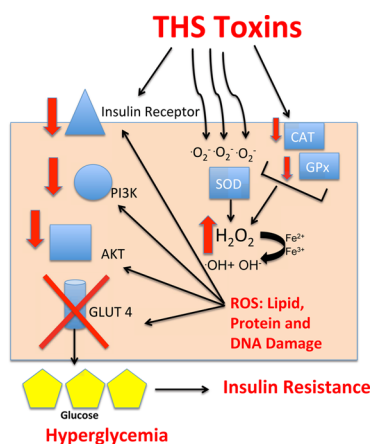 THS Toxins
Insulin Receptor
·O₂⁻ ·O₂⁻ ·O₂⁻
CAT
GPx
SOD
PI3K
H₂O₂
Fe²⁺
Fe³⁺
·OH+ OH⁻
AKT
GLUT 4
ROS: Lipid,
Protein and
DNA Damage
Glucose
Insulin Resistance
Hyperglycemia